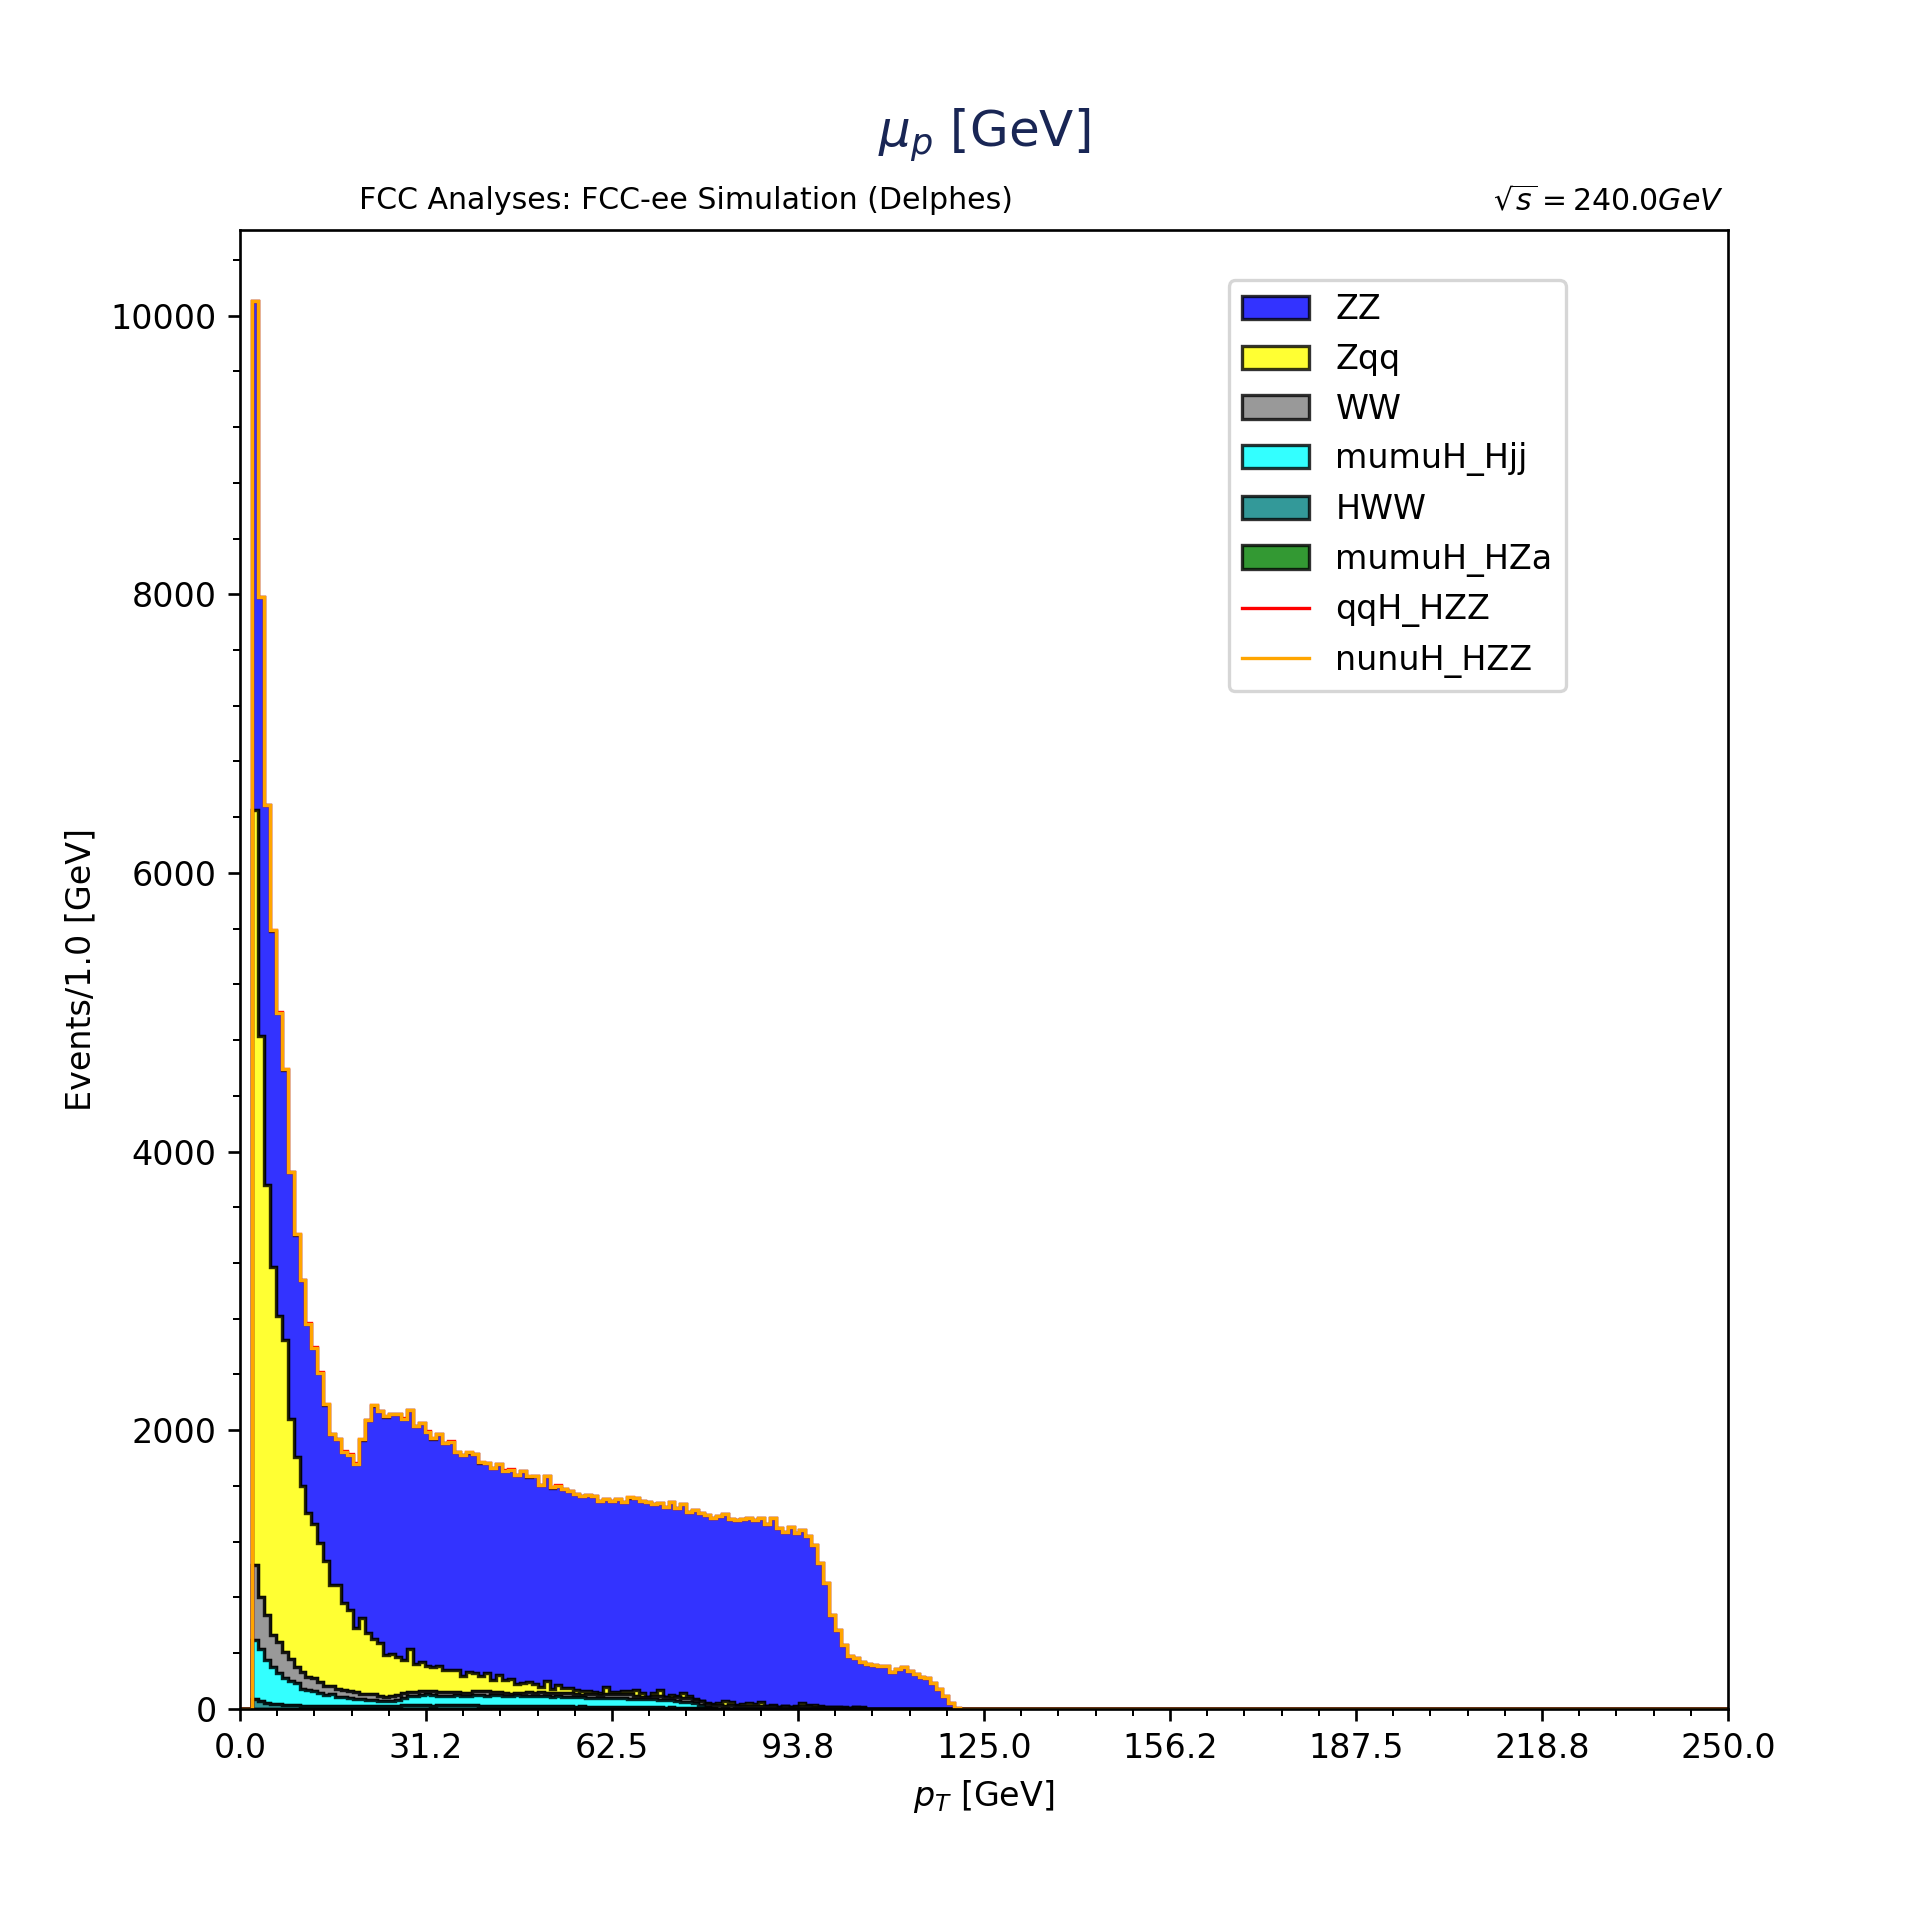 μp [GeV]
FCC Analyses: FCC-ee Simulation (Delphes)
√s = 240.0GeV
10000
8000
6000
4000
2000
0
Events/1.0 [GeV]
ZZ
Zqq
WW
mumuH_Hjj
HWW
mumuH_HZa
qqH_HZZ
nunuH_HZZ
0.0 31.2 62.5 93.8 125.0 156.2 187.5 218.8 250.0
pT [GeV]